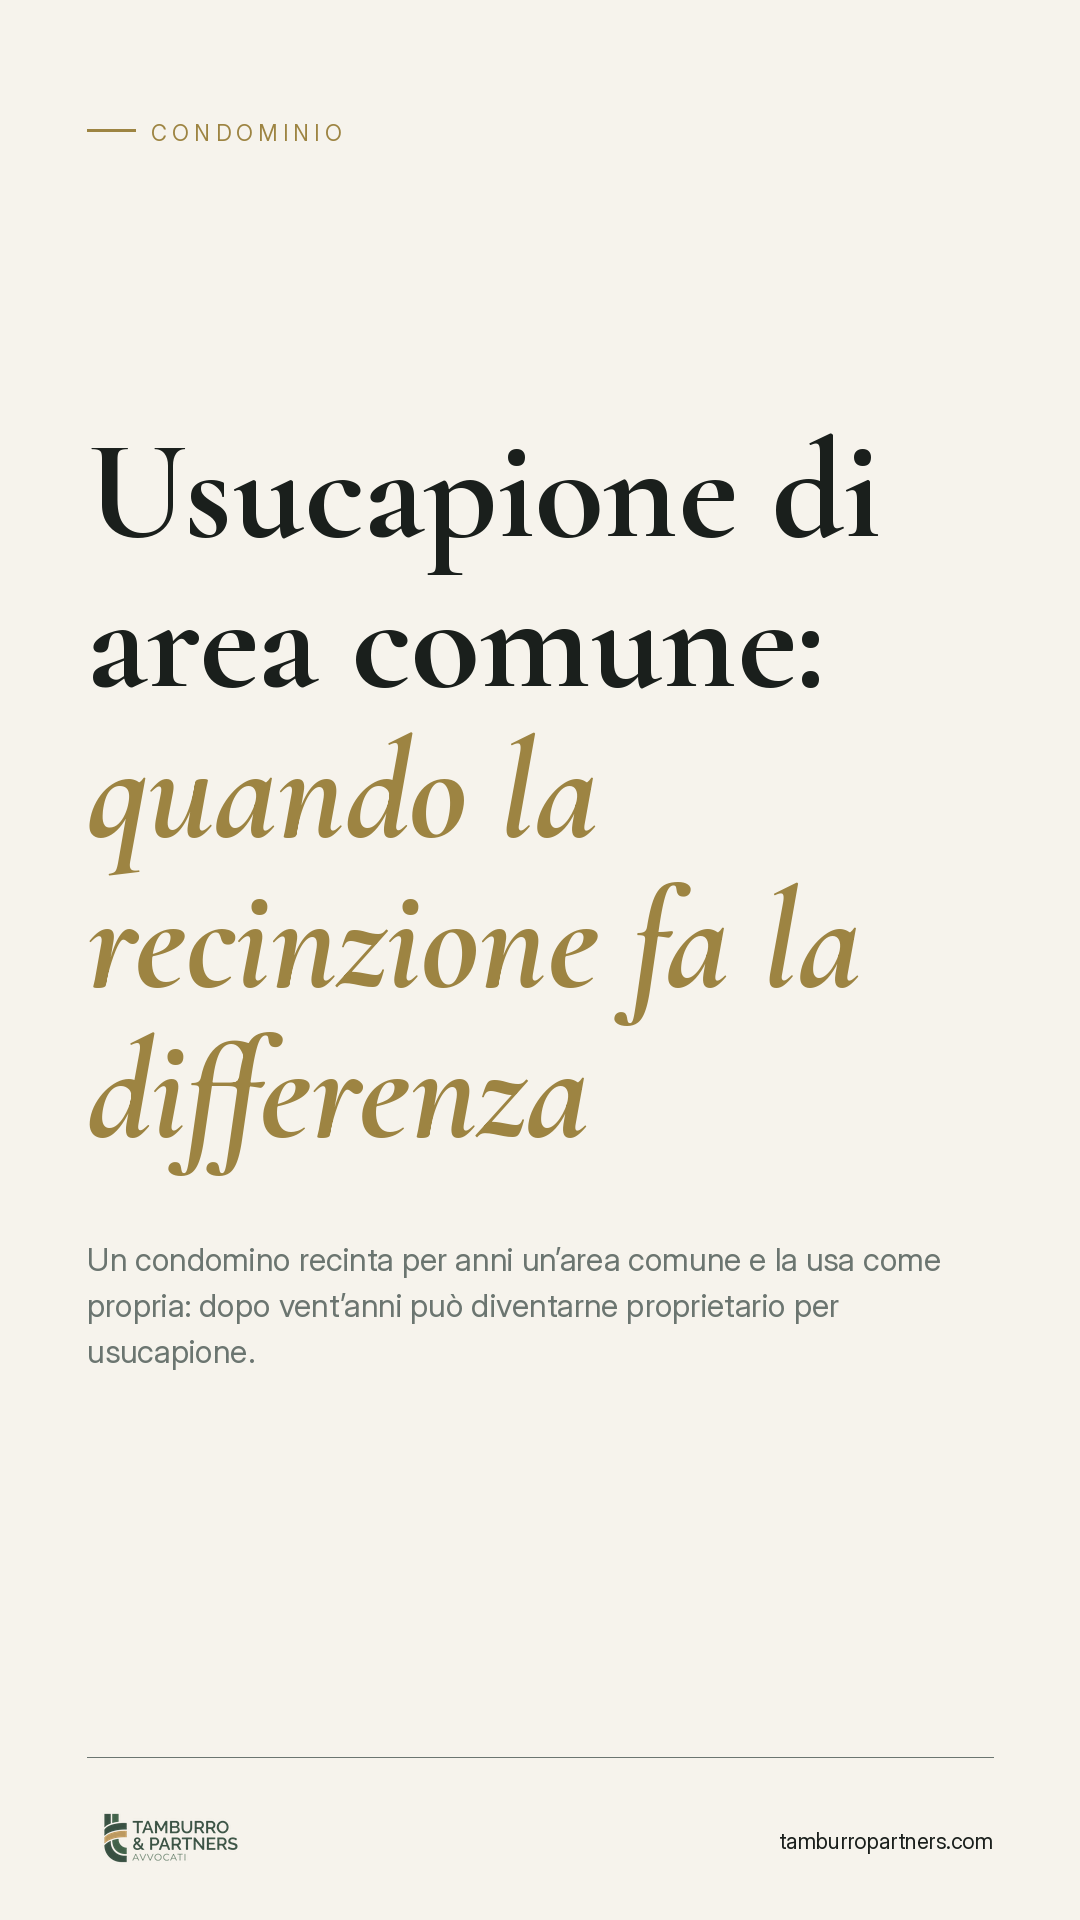 CONDOMINIO
Usucapione di
area comune:
quando la
recinzione fa la
differenza
Un condomino recinta per anni un’area comune e la usa come
propria: dopo vent’anni può diventarne proprietario per
usucapione.
TAMBURRO
& PARTNERS
AVVOCATI
tamburropartners.com